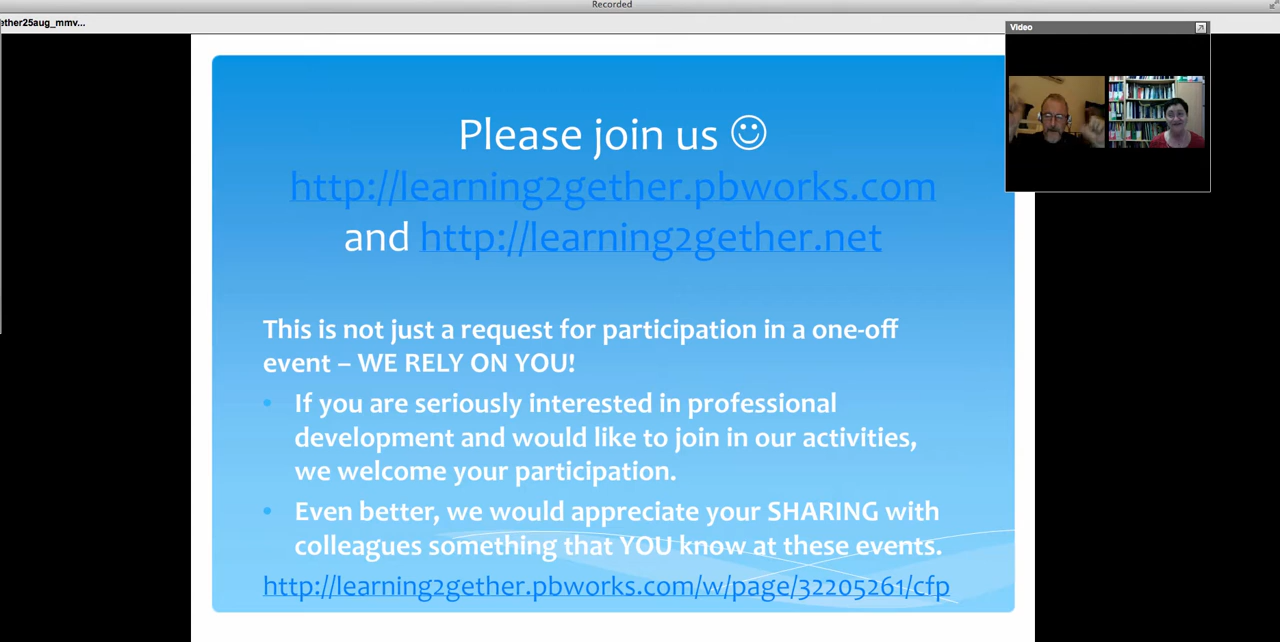 Recorded
ether25aug_mmv...
Video
Please join us ☺
http://learning2gether.pbworks.com
and http://learning2gether.net
This is not just a request for participation in a one-off
event – WE RELY ON YOU!
• If you are seriously interested in professional
development and would like to join in our activities,
we welcome your participation.
• Even better, we would appreciate your SHARING with
colleagues something that YOU know at these events.
http://learning2gether.pbworks.com/w/page/32205261/cfp